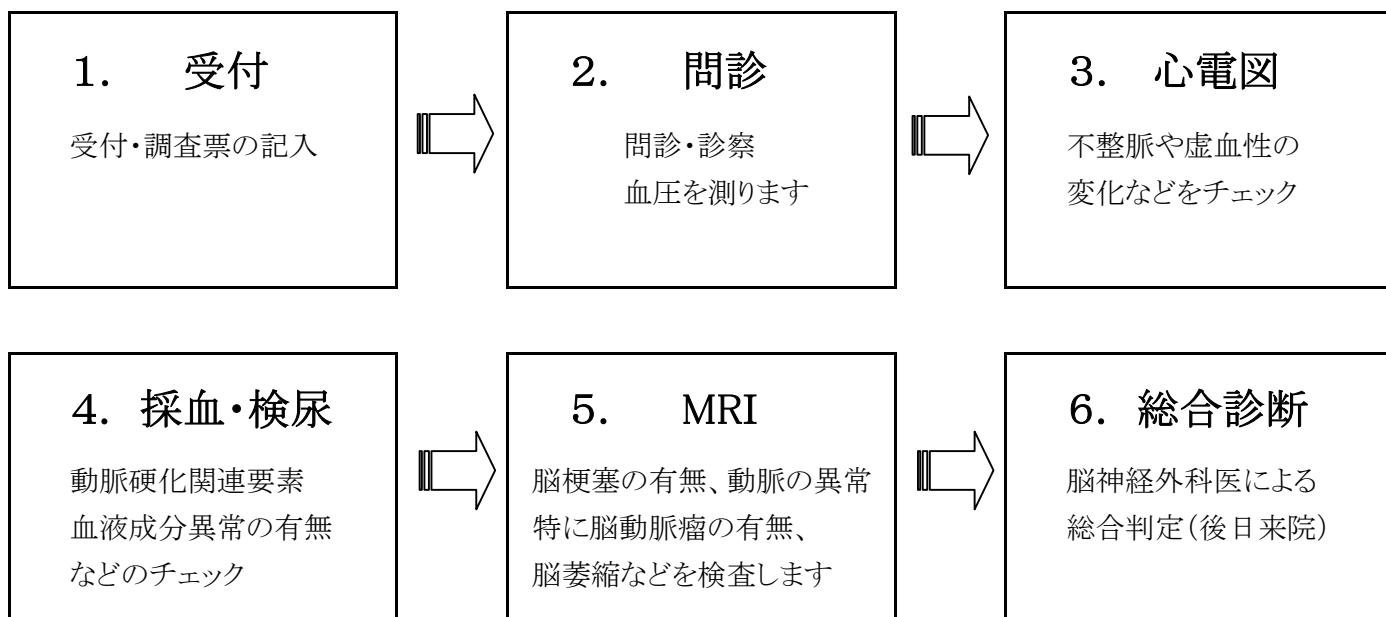 1. 受付
受付・調査票の記入
2. 問診
問診・診察
血圧を測ります
3. 心電図
不整脈や虚血性の
変化などをチェック
4. 採血・検尿
動脈硬化関連要素
血液成分異常の有無
などのチェック
5. MRI
脳梗塞の有無、動脈の異常
特に脳動脈瘤の有無、
脳萎縮などを検査します
6. 総合診断
脳神経外科医による
総合判定(後日来院)